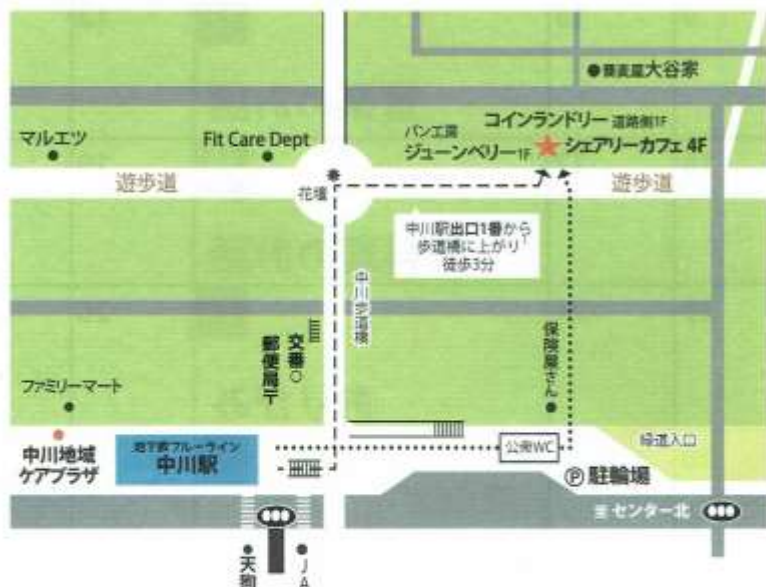 蕎麦屋大谷家
コインランドリー 道路側1F
パン工房
ジューンベリー1F
シェアリーカフェ 4F
マルエツ
Fit Care Dept
遊歩道
花壇
遊歩道
中川駅出口1番から
歩道橋に上がり
徒歩3分
中川歩道橋
交番
郵便局〒
保険屋さん
ファミリーマート
中川地域
ケアプラザ
地下鉄ブルーライン
中川駅
公衆WC
緑道入口
Ⓟ駐輪場
至センター北
天
JA